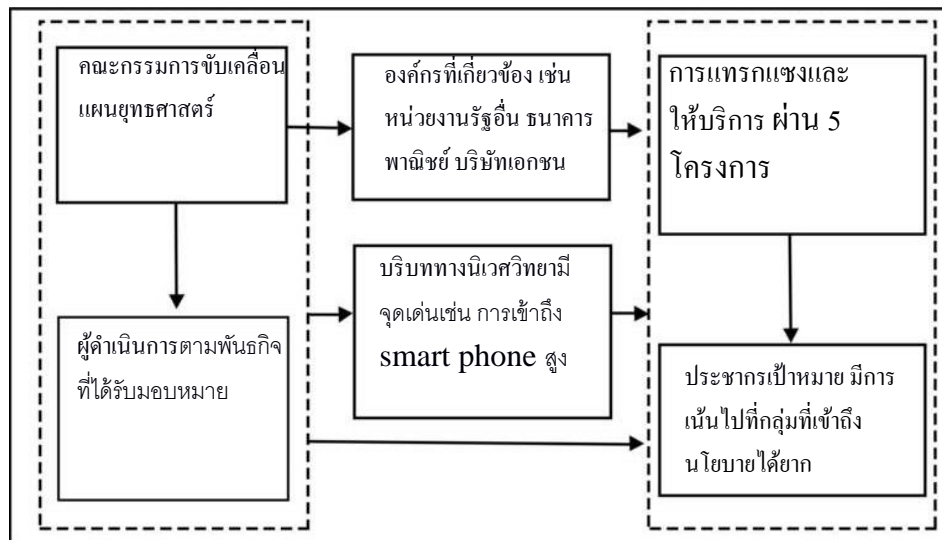 คณะกรรมการขับเคลื่อน
แผนยุทธศาสตร์
องค์กรที่เกี่ยวข้อง เช่น
หน่วยงานรัฐอื่น ธนาคาร
พาณิชย์ บริษัทเอกชน
การแทรกแซงและ
ให้บริการ ผ่าน 5
โครงการ
ผู้ดำเนินการตามพันธกิจ
ที่ได้รับมอบหมาย
บริบททางนิเวศวิทยามี
จุดเด่นเช่น การเข้าถึง
smart phone สูง
ประชากรเป้าหมาย มีการ
เน้นไปที่กลุ่มที่เข้าถึง
นโยบายได้ยาก